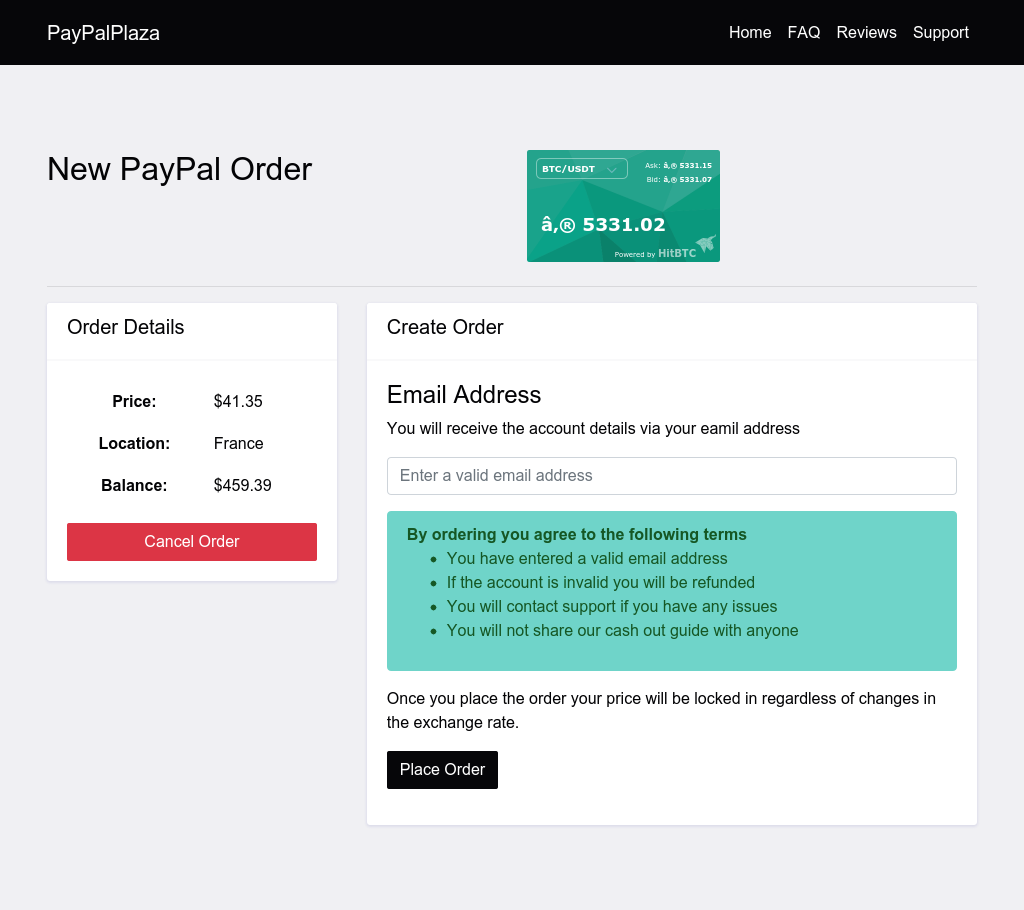 PayPalPlaza
Home FAQ Reviews Support
New PayPal Order
BTC/USDT
Ask: â‚® 5331.15
Bid: â‚® 5331.07
â‚® 5331.02
Powered by HitBTC
Order Details
Price: $41.35
Location: France
Balance: $459.39
Cancel Order
Create Order
Email Address
You will receive the account details via your eamil address
Enter a valid email address
By ordering you agree to the following terms
• You have entered a valid email address
• If the account is invalid you will be refunded
• You will contact support if you have any issues
• You will not share our cash out guide with anyone
Once you place the order your price will be locked in regardless of changes in
the exchange rate.
Place Order